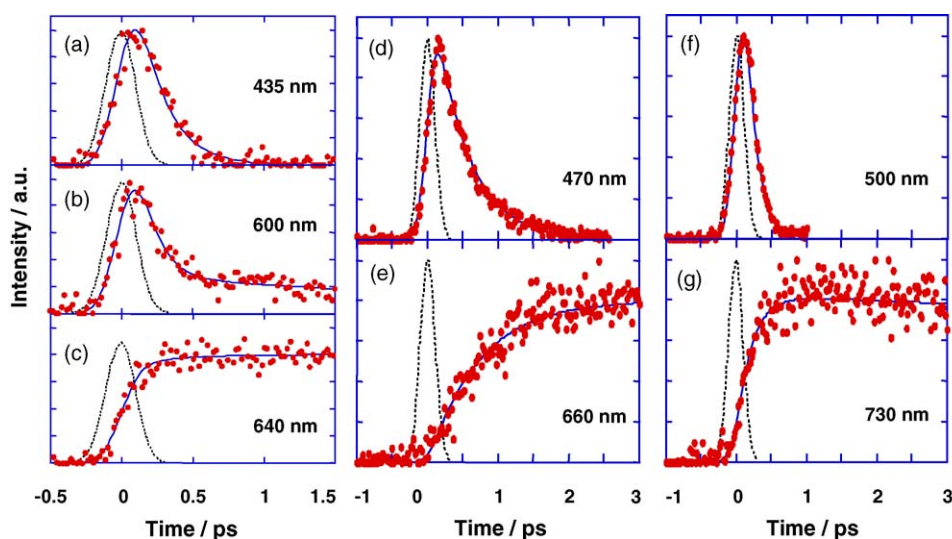 (a)
435 nm
(b)
600 nm
(c)
640 nm
-0.5 0 0.5 1 1.5
Time / ps
Intensity / a.u.
(d)
470 nm
(e)
660 nm
-1 0 1 2 3
Time / ps
(f)
500 nm
(g)
730 nm
-1 0 1 2 3
Time / ps